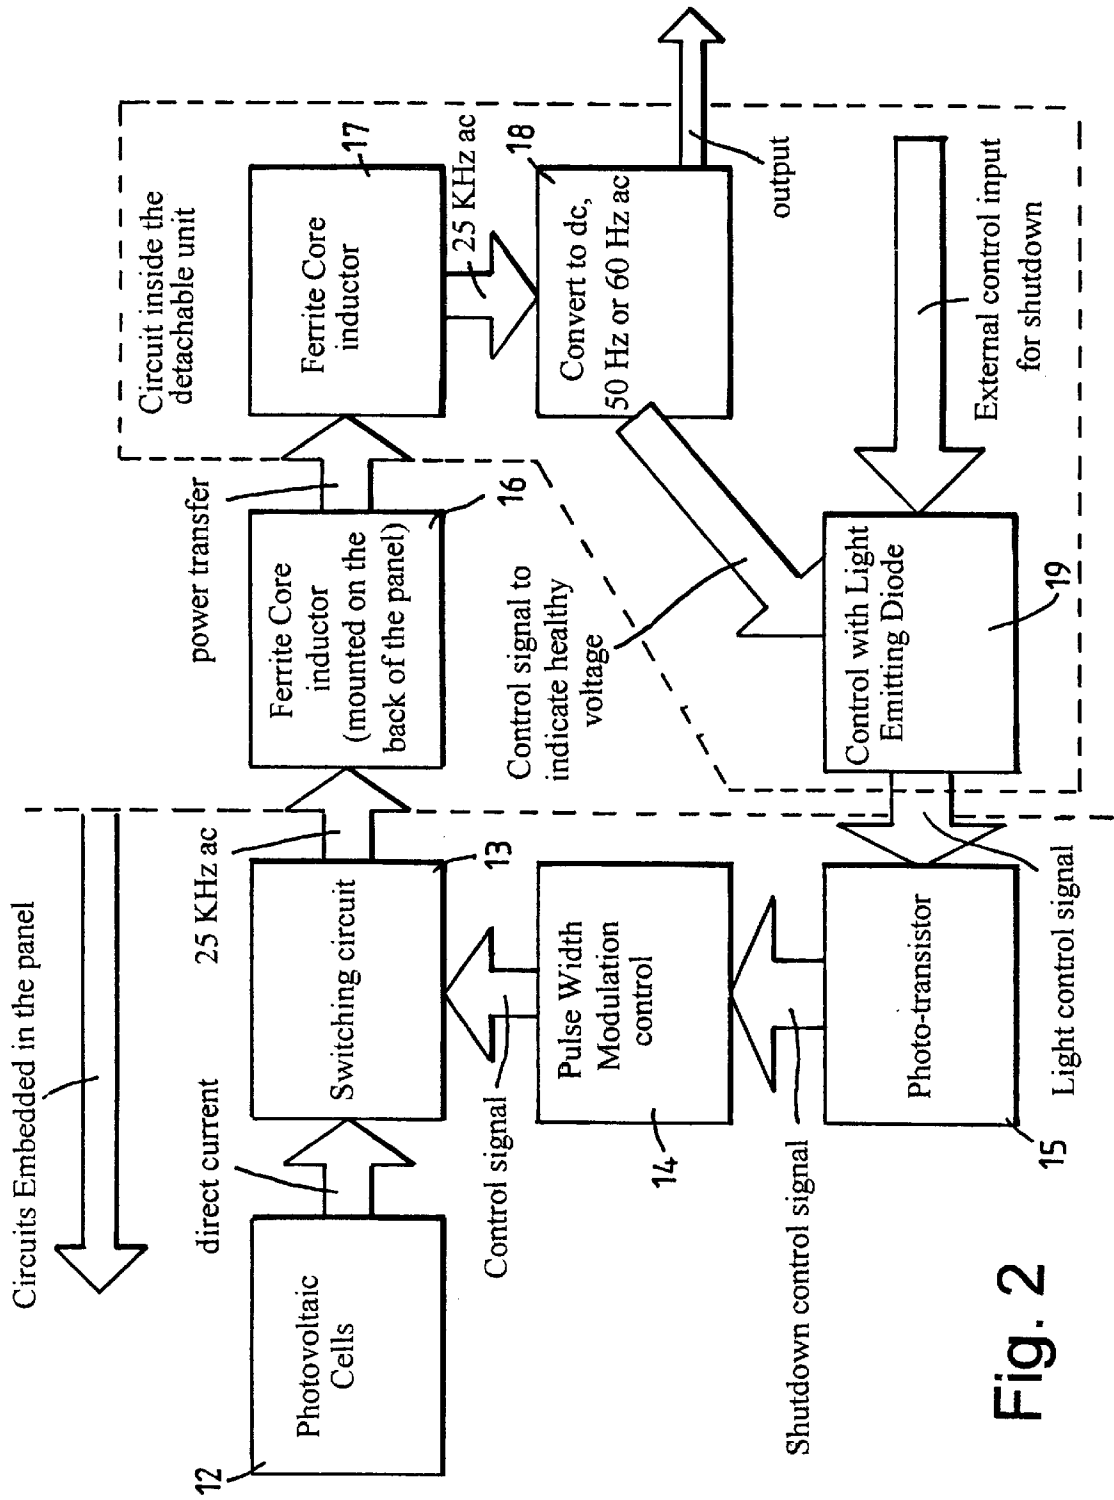 Circuits Embedded in the panel
Circuit inside the
detachable unit
direct current
25 KHz ac
power transfer
12
Photovoltaic
Cells
Switching circuit
13
Ferrite Core
inductor
(mounted on the
back of the panel)
16
Ferrite Core
inductor
17
25 KHz ac
Control signal
Pulse Width
Modulation
control
14
Control signal to
indicate healthy
voltage
Convert to dc,
50 Hz or 60 Hz ac
18
output
Shutdown control signal
Photo-transistor
15
Light control signal
Control with Light
Emitting Diode
19
External control input
for shutdown
Fig. 2